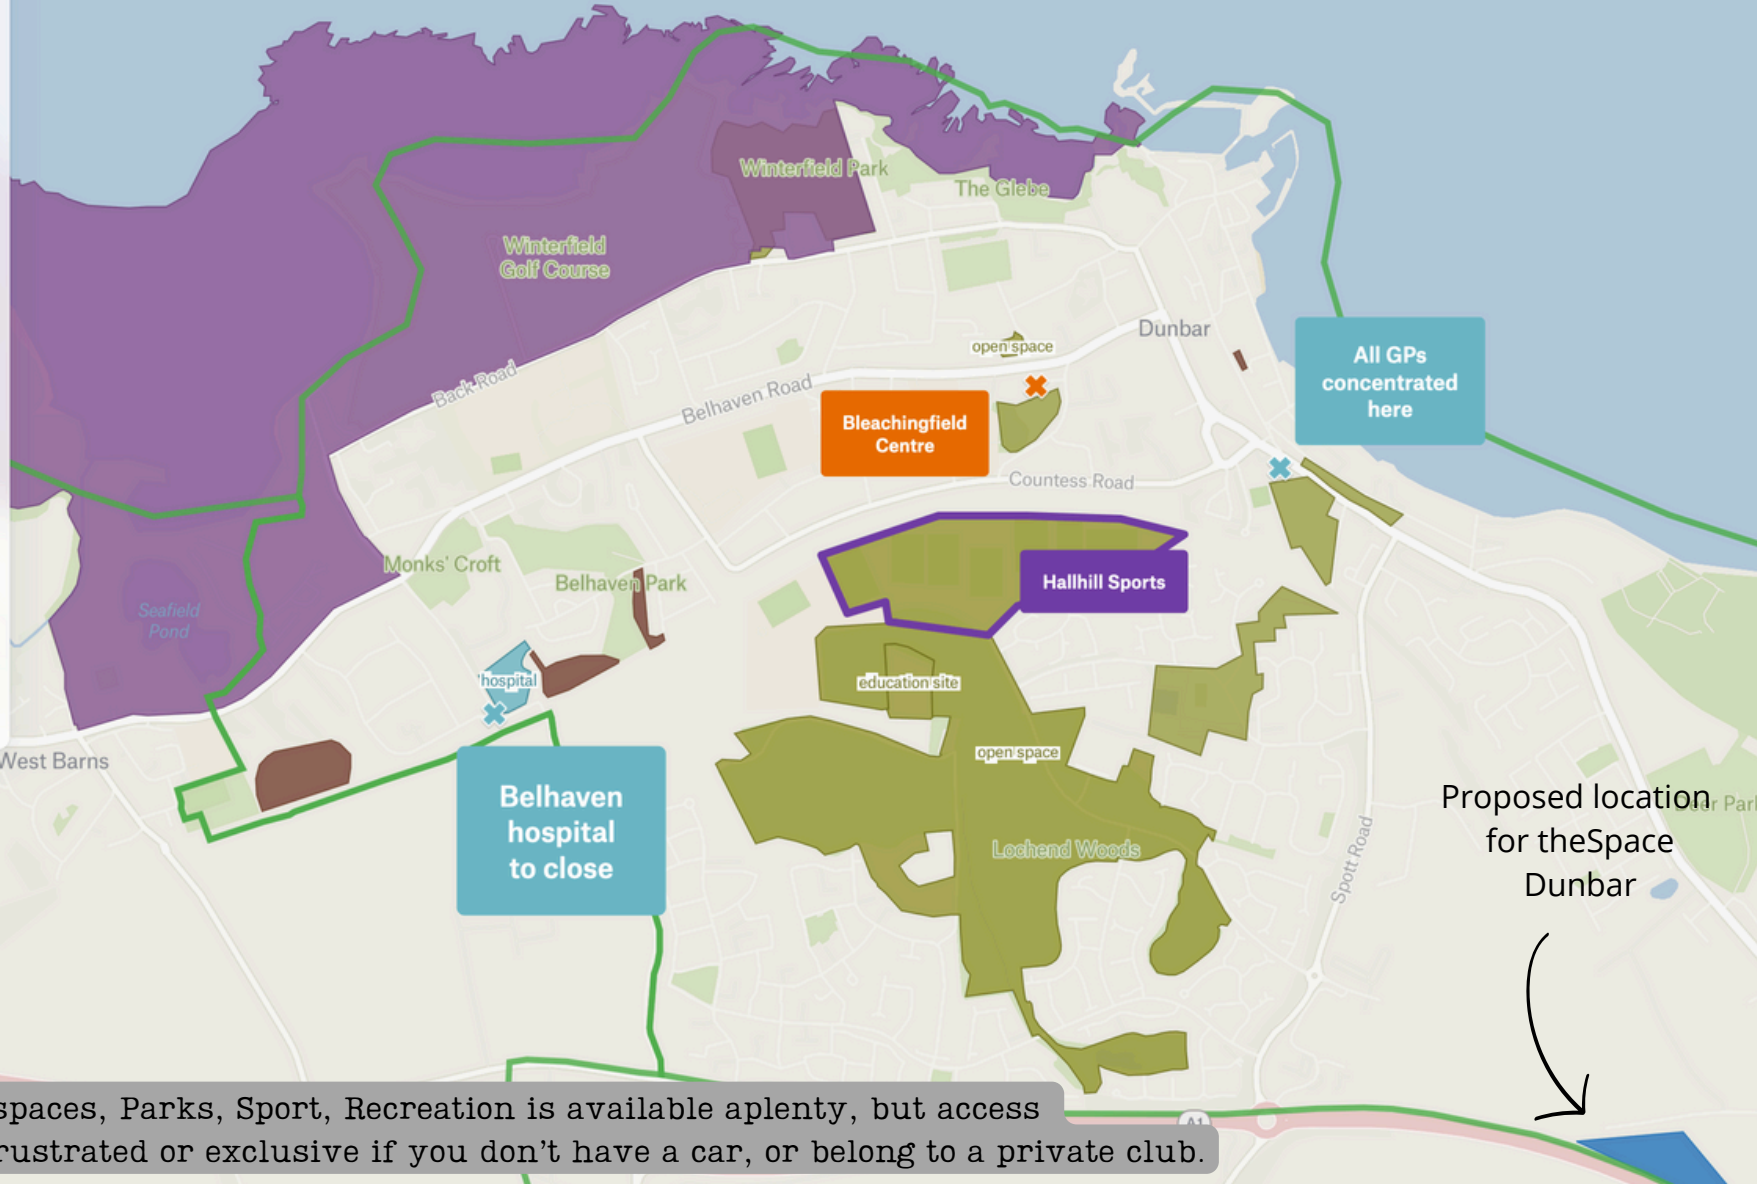 Winterfield Park
The Glebe
Winterfield
Golf Course
Dunbar
open space
All GPs
concentrated
here
Back Road
Belhaven Road
Bleachingfield
Centre
Countess Road
Monks' Croft
Belhaven Park
Hallhill Sports
Seafield
Pond
hospital
education site
open space
West Barns
Belhaven
hospital
to close
Lochend Woods
Spott Road
Proposed location
for theSpace
Dunbar
Deer Park
spaces, Parks, Sport, Recreation is available aplenty, but access
rustrated or exclusive if you don't have a car, or belong to a private club.
A1